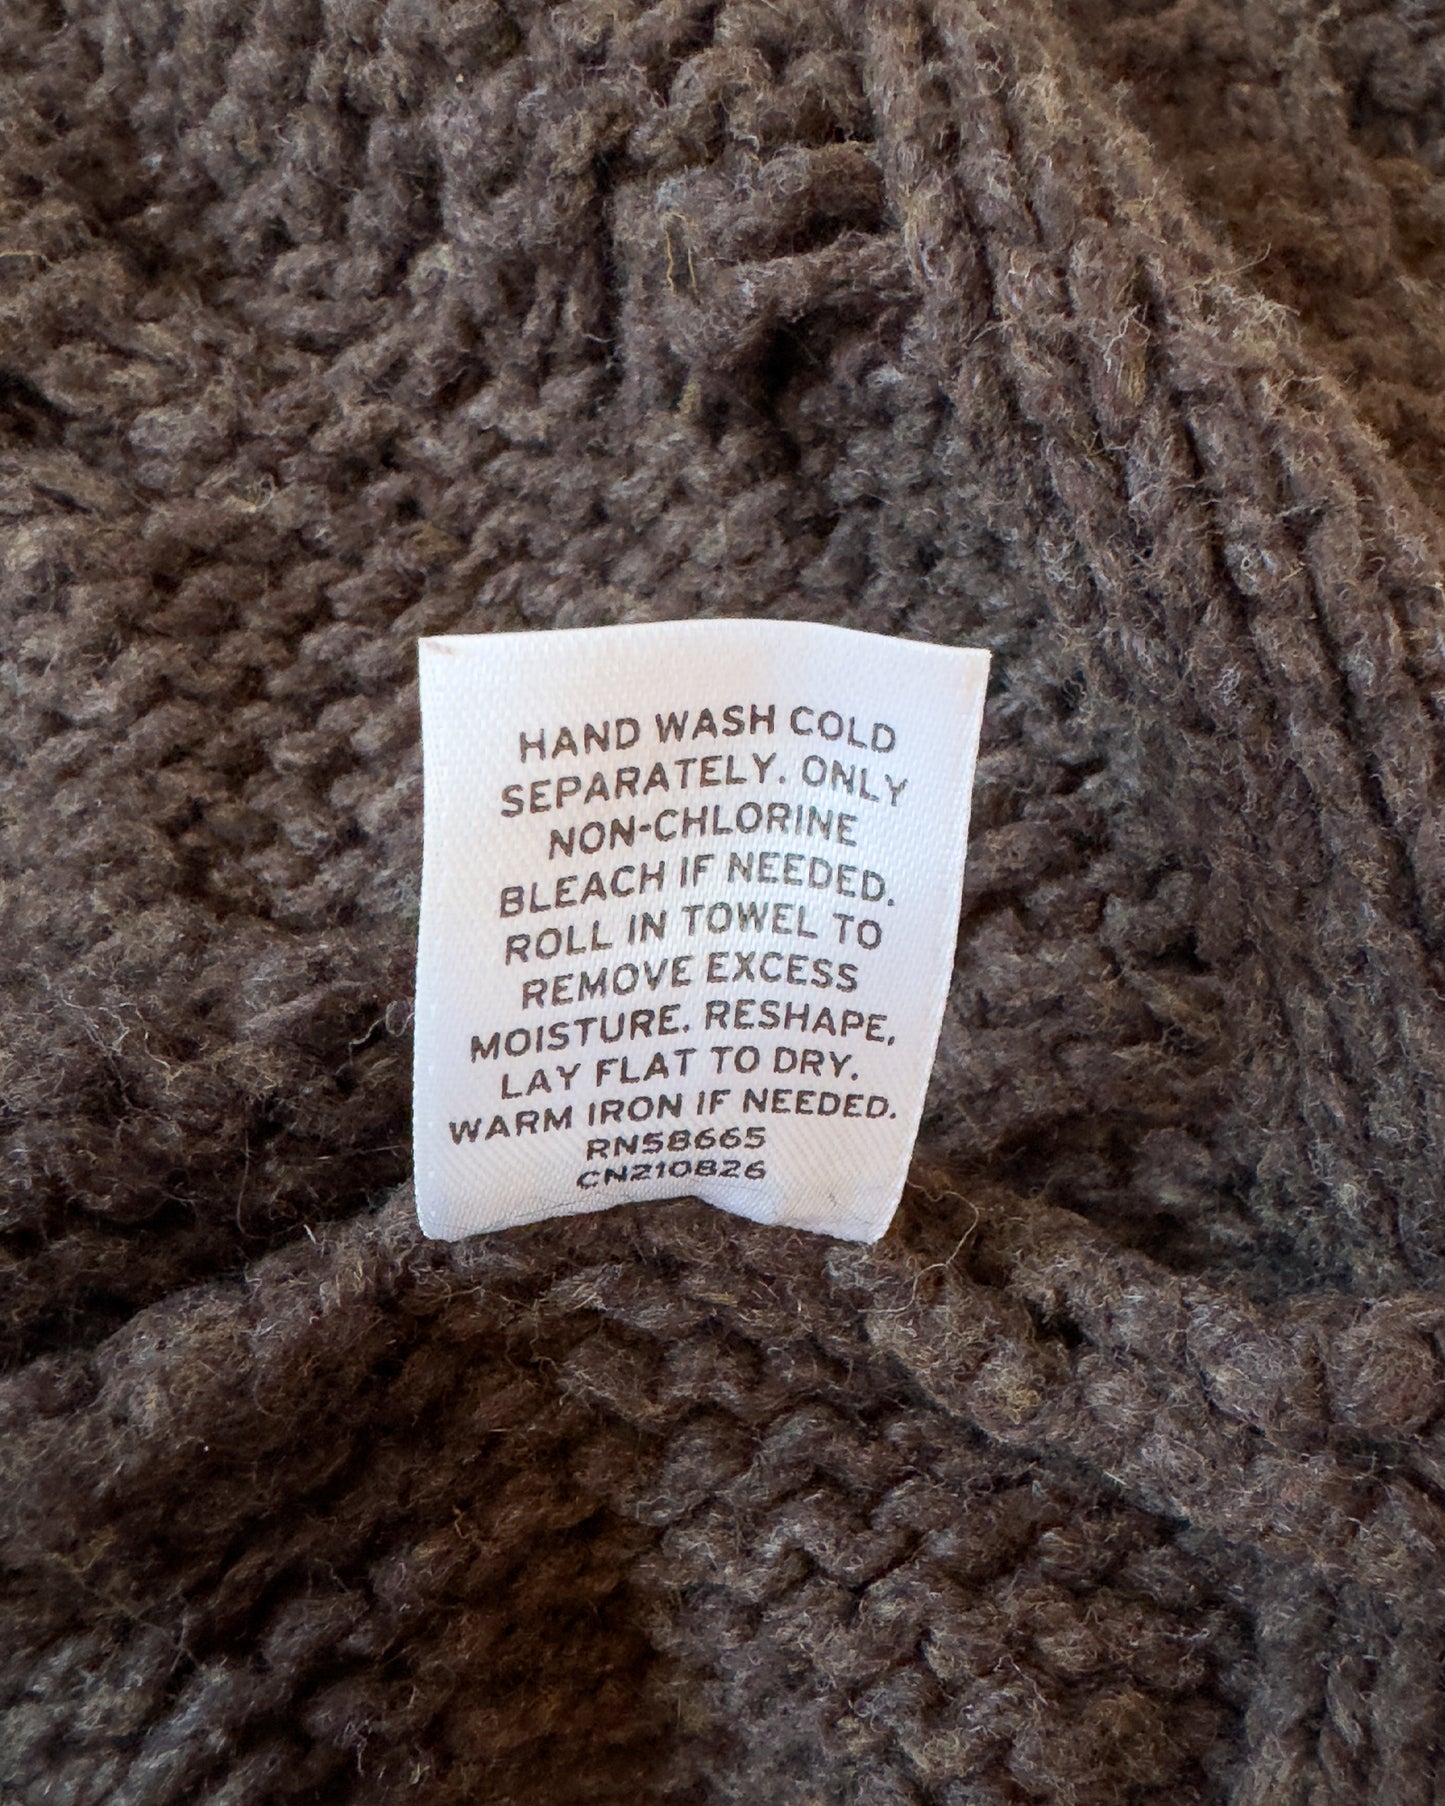 HAND WASH COLD
SEPARATELY. ONLY
NON-CHLORINE
BLEACH IF NEEDED.
ROLL IN TOWEL TO
REMOVE EXCESS
MOISTURE. RESHAPE,
LAY FLAT TO DRY.
WARM IRON IF NEEDED.
RN58665
CN210826